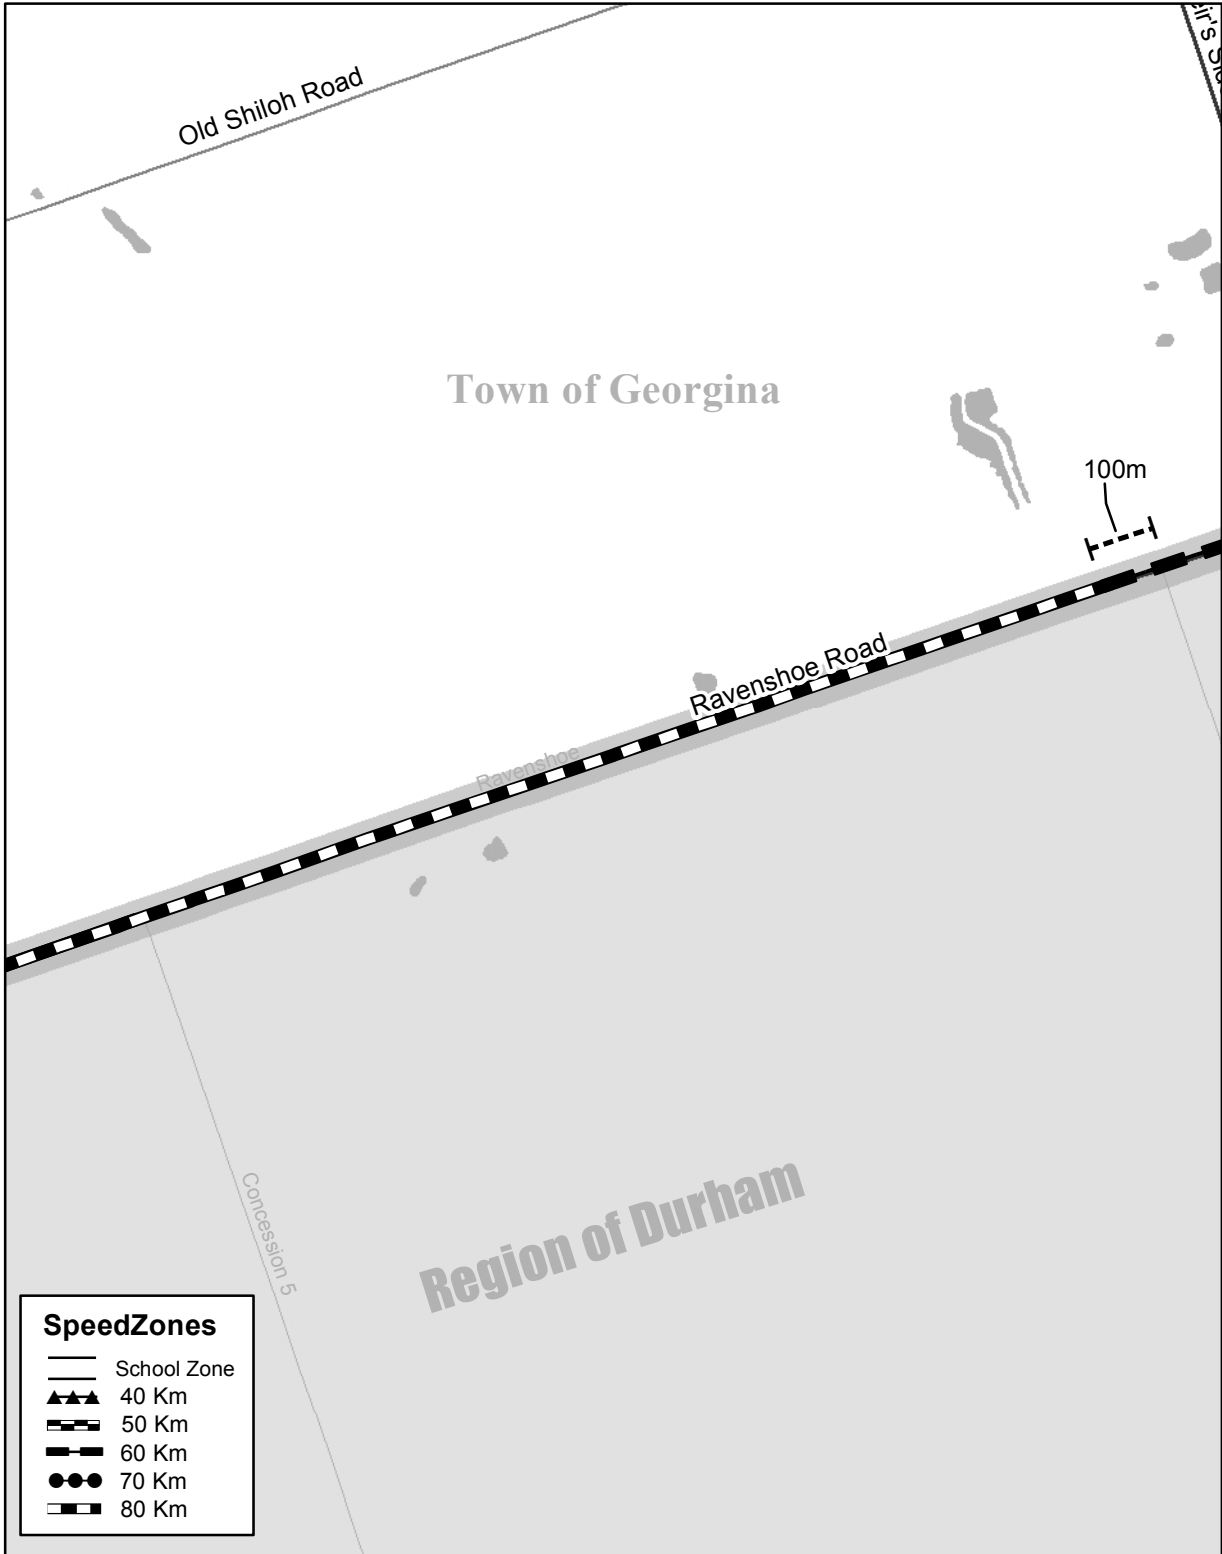 Old Shiloh Road
Town of Georgina
100m
Ravenshoe Road
Ravenshoe
Concession 5
Region of Durham
SpeedZones
School Zone
40 Km
50 Km
60 Km
70 Km
80 Km